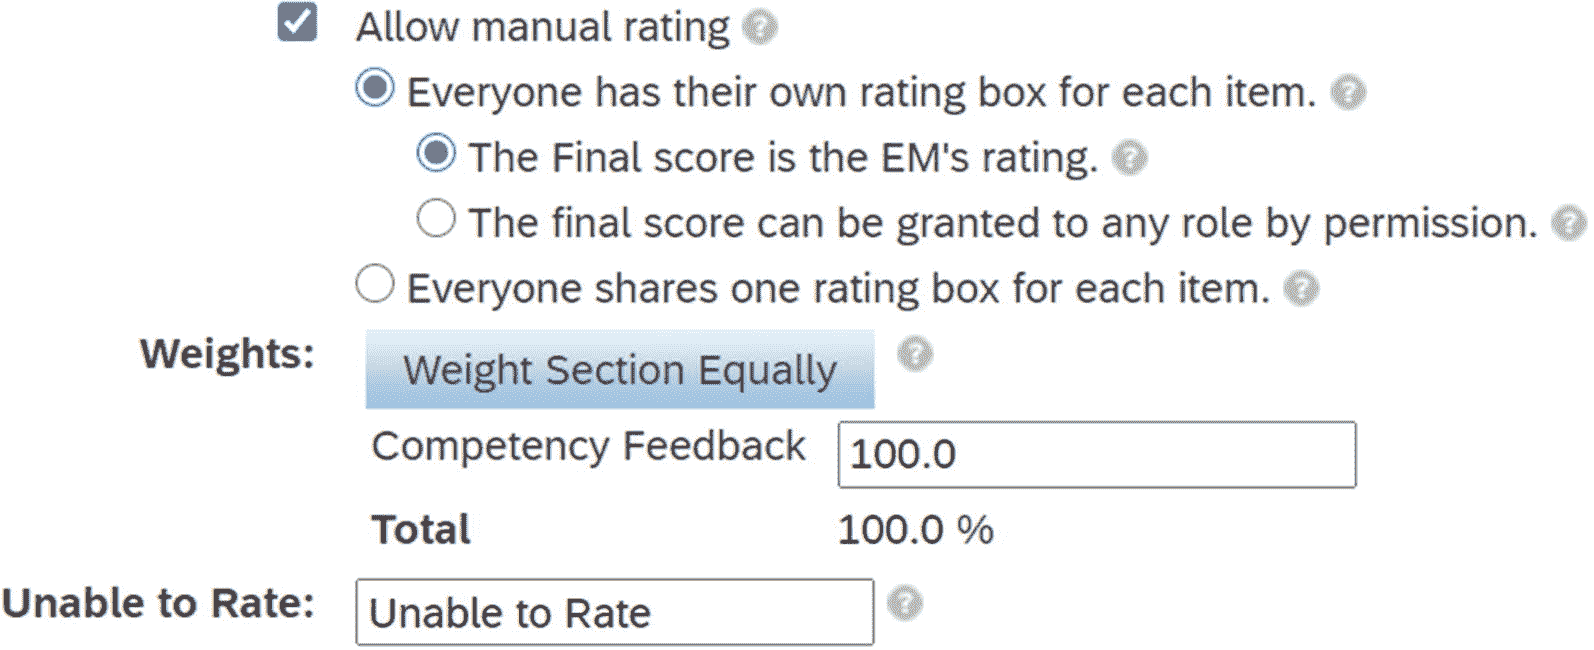 Allow manual rating
Everyone has their own rating box for each item.
The Final score is the EM's rating.
The final score can be granted to any role by permission.
Everyone shares one rating box for each item.
Weights: Weight Section Equally
Competency Feedback 100.0
Total 100.0 %
Unable to Rate: Unable to Rate